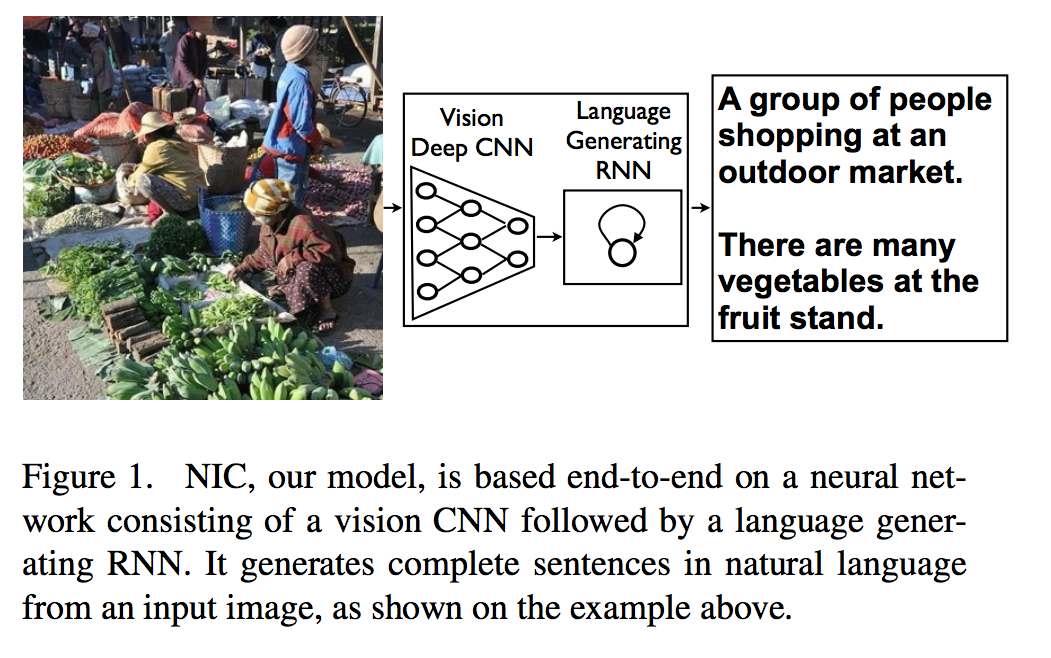 Vision
Deep CNN
Language
Generating
RNN
A group of people
shopping at an
outdoor market.
There are many
vegetables at the
fruit stand.
Figure 1. NIC, our model, is based end-to-end on a neural net-
work consisting of a vision CNN followed by a language gener-
ating RNN. It generates complete sentences in natural language
from an input image, as shown on the example above.